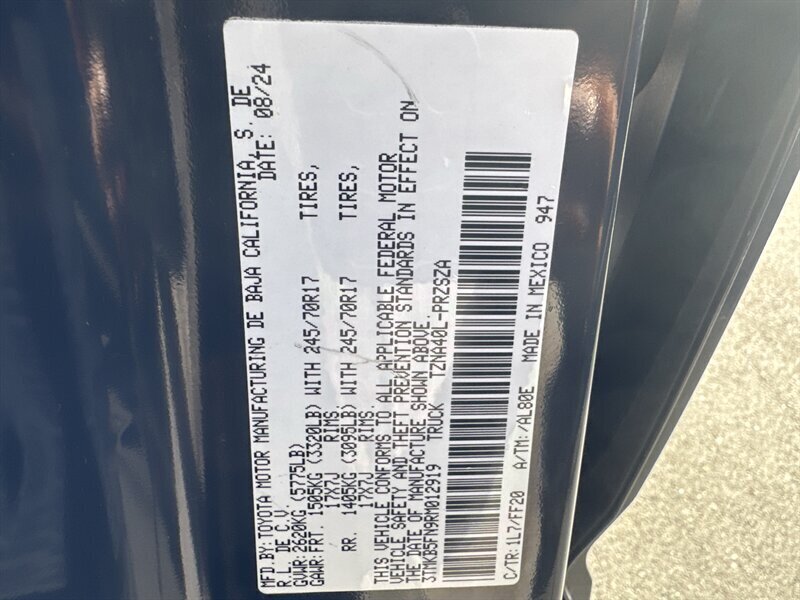 MFD.BY:TOYOTA MOTOR MANUFACTURING DE BAJA CALIFORNIA, S. DE
R.L. DE C.V. DATE: 08/24
GVWR:2620KG (5775LB)
GAWR:FRT 1505KG (3320LB) WITH 245/70R17 TIRES,
17X7J RIMS,
RR. 1405KG (3095LB) WITH 245/70R17 TIRES,
17X7J RIMS
THIS VEHICLE CONFORMS TO ALL APPLICABLE FEDERAL MOTOR
VEHICLE SAFETY AND THEFT PREVENTION STANDARDS IN EFFECT ON
THE DATE OF MANUFACTURE SHOWN ABOVE.
3TMKB5FN9RM012919 TRUCK TZNA40L-PRZSZA
C/TR: 1L7/FF20 A/TM: /AL80E MADE IN MEXICO 947